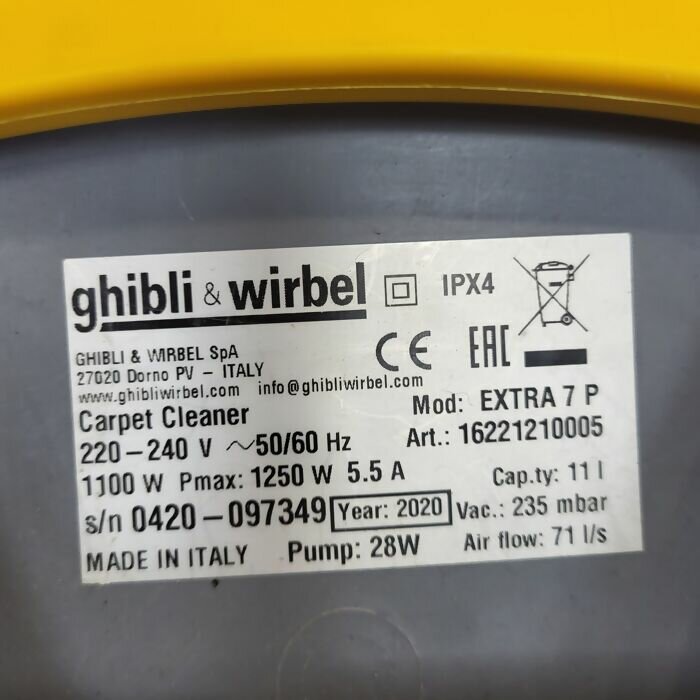 ghibli & wirbel IPX4
GHIBLI & WIRBEL SpA
27020 Dorno PV - ITALY
www.ghibliwirbel.com info@ghibliwirbel.com
CE EAC
Carpet Cleaner Mod: EXTRA 7 P
220-240 V ~50/60 Hz Art.: 16221210005
1100 W Pmax: 1250 W 5.5 A Cap.ty: 11 l
s/n 0420-097349 Year: 2020 Vac.: 235 mbar
MADE IN ITALY Pump: 28W Air flow: 71 l/s